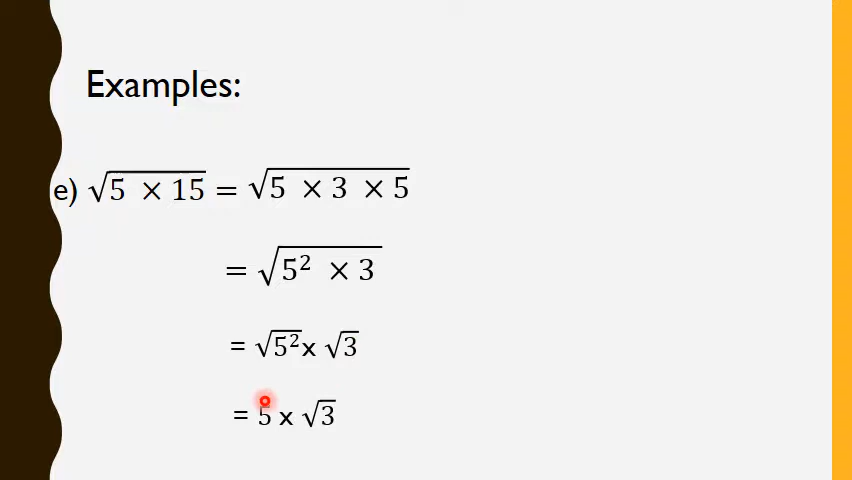 Examples:
e) √5 × 15 = √5 × 3 × 5
= √5² × 3
= √5² x √3
= 5 x √3